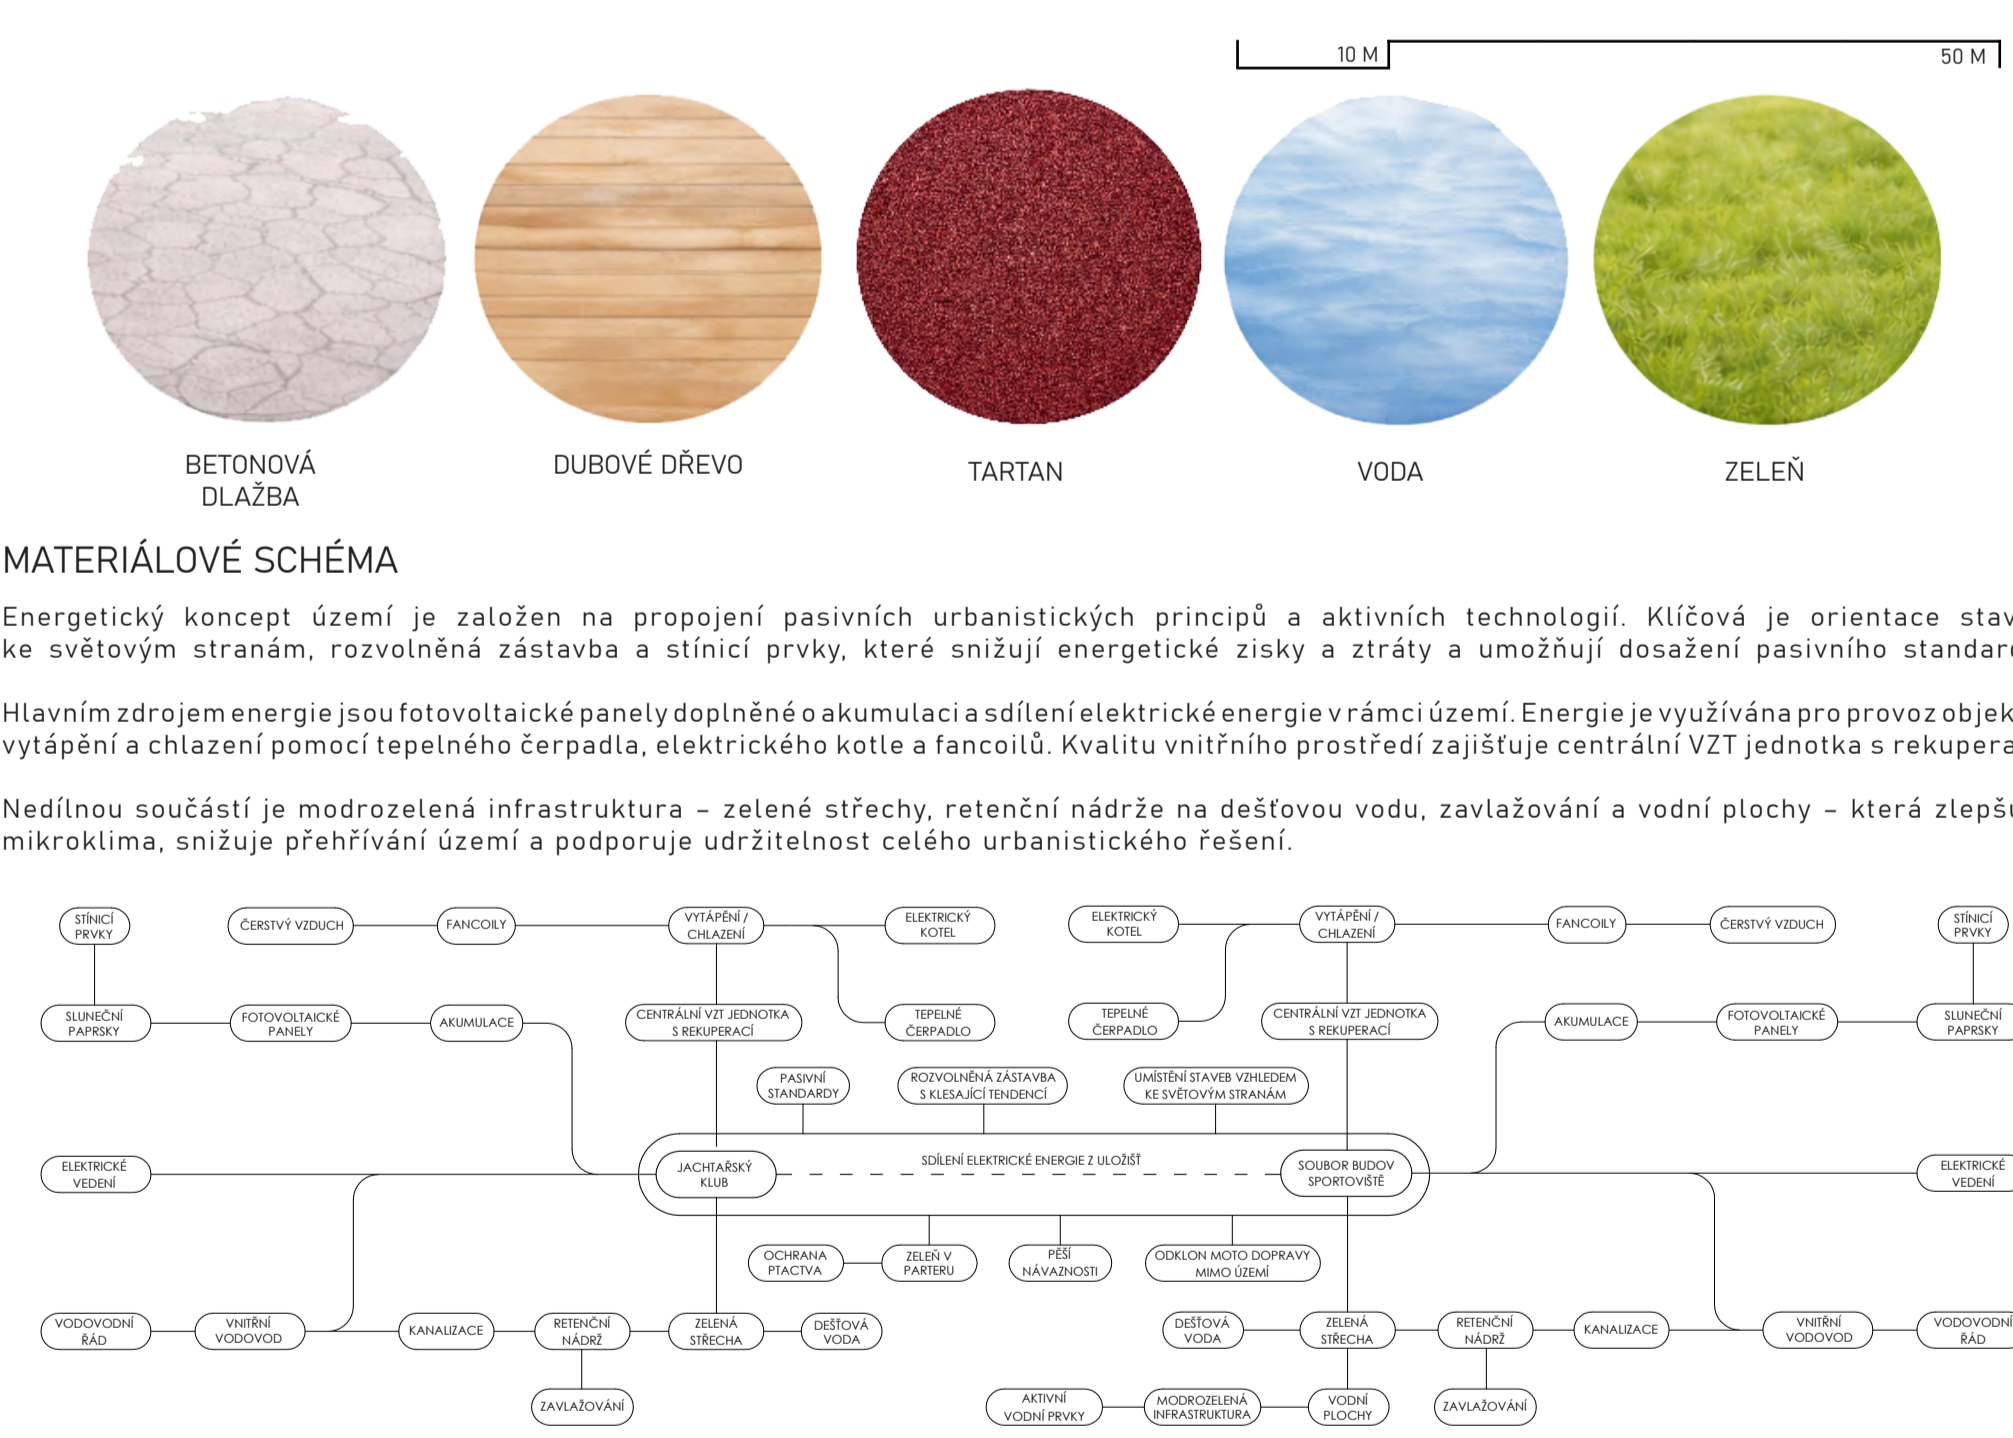 10 M
50 M
BETONOVÁ
DLAŽBA
DUBOVÉ DŘEVO
TARTAN
VODA
ZELEŇ
MATERIÁLOVÉ SCHÉMA
Energetický koncept území je založen na propojení pasivních urbanistických principů a aktivních technologií. Klíčová je orientace stav
ke světovým stranám, rozvolněná zástavba a stínicí prvky, které snižují energetické zisky a ztráty a umožňují dosažení pasivního standard
Hlavním zdrojem energie jsou fotovoltaické panely doplněné o akumulaci a sdílení elektrické energie v rámci území. Energie je využívána pro provoz objek
vytápění a chlazení pomocí tepelného čerpadla, elektrického kotle a fancoilů. Kvalitu vnitřního prostředí zajišťuje centrální VZT jednotka s rekupera
Nedílnou součástí je modrozelená infrastruktura – zelené střechy, retenční nádrže na dešťovou vodu, zavlažování a vodní plochy – která zlepšu
mikroklima, snižuje přehřívání území a podporuje udržitelnost celého urbanistického řešení.
STÍNICÍ
PRVKY
ČERSTVÝ VZDUCH
FANCOILY
VYTÁPĚNÍ /
CHLAZENÍ
ELEKTRICKÝ
KOTEL
ELEKTRICKÝ
KOTEL
VYTÁPĚNÍ /
CHLAZENÍ
FANCOILY
ČERSTVÝ VZDUCH
STÍNICÍ
PRVKY
SLUNEČNÍ
PAPRSKY
FOTOVOLTAICKÉ
PANELY
AKUMULACE
CENTRÁLNÍ VZT JEDNOTKA
S REKUPERACÍ
TEPELNÉ
ČERPADLO
TEPELNÉ
ČERPADLO
CENTRÁLNÍ VZT JEDNOTKA
S REKUPERACÍ
AKUMULACE
FOTOVOLTAICKÉ
PANELY
SLUNEČNÍ
PAPRSKY
PASIVNÍ
STANDARDY
ROZVOLNĚNÁ ZÁSTAVBA
S KLESAJÍCÍ TENDENCÍ
UMÍSTĚNÍ STAVEB VZHLEDEM
KE SVĚTOVÝM STRANÁM
ELEKTRICKÉ
VEDENÍ
JACHTAŘSKÝ
KLUB
SDÍLENÍ ELEKTRICKÉ ENERGIE Z ULOŽIŠŤ
SOUBOR BUDOV
SPORTOVIŠTĚ
ELEKTRICKÉ
VEDENÍ
OCHRANA
PTACTVA
ZELEŇ V
PARTERU
PĚŠÍ
NÁVAZNOSTI
ODKLON MOTO DOPRAVY
MIMO ÚZEMÍ
VODOVODNÍ
ŘÁD
VNITŘNÍ
VODOVOD
KANALIZACE
RETENČNÍ
NÁDRŽ
ZELENÁ
STŘECHA
DEŠŤOVÁ
VODA
DEŠŤOVÁ
VODA
ZELENÁ
STŘECHA
RETENČNÍ
NÁDRŽ
KANALIZACE
VNITŘNÍ
VODOVOD
VODOVODNÍ
ŘÁD
ZAVLAŽOVÁNÍ
AKTIVNÍ
VODNÍ PRVKY
MODROZELENÁ
INFRASTRUKTURA
VODNÍ
PLOCHY
ZAVLAŽOVÁNÍ